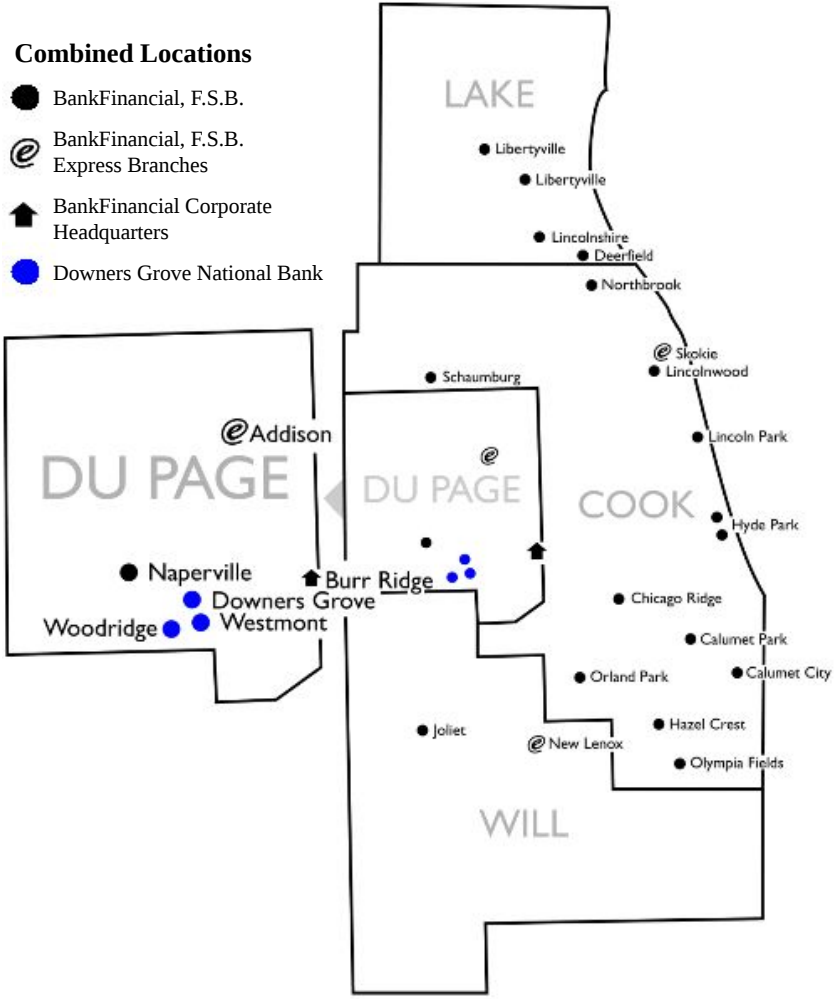 Combined Locations
BankFinancial, F.S.B.
BankFinancial, F.S.B.
Express Branches
BankFinancial Corporate
Headquarters
Downers Grove National Bank
LAKE
Libertyville
Libertyville
Lincolnshire
Deerfield
Northbrook
Skokie
Lincolnwood
Schaumburg
Lincoln Park
Addison
DU PAGE
DU PAGE
COOK
Hyde Park
Naperville
Burr Ridge
Downers Grove
Westmont
Woodridge
Chicago Ridge
Calumet Park
Calumet City
Orland Park
Hazel Crest
Joliet
New Lenox
Olympia Fields
WILL